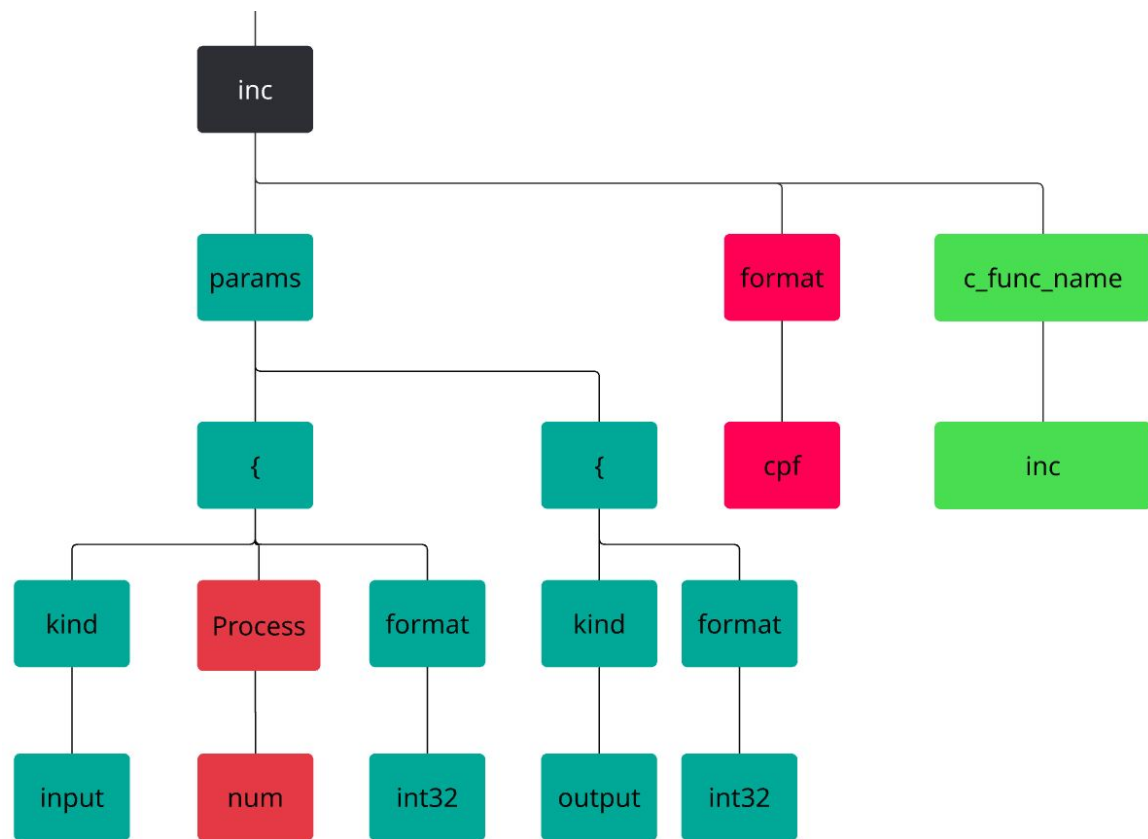 inc
params
format
c_func_name
{
{
cpf
inc
kind
Process
format
kind
format
input
num
int32
output
int32